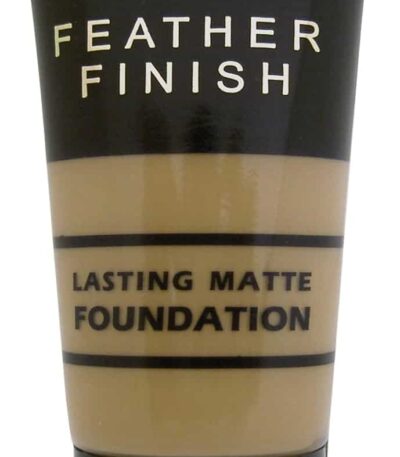 FEATHER
FINISH
LASTING MATTE
FOUNDATION